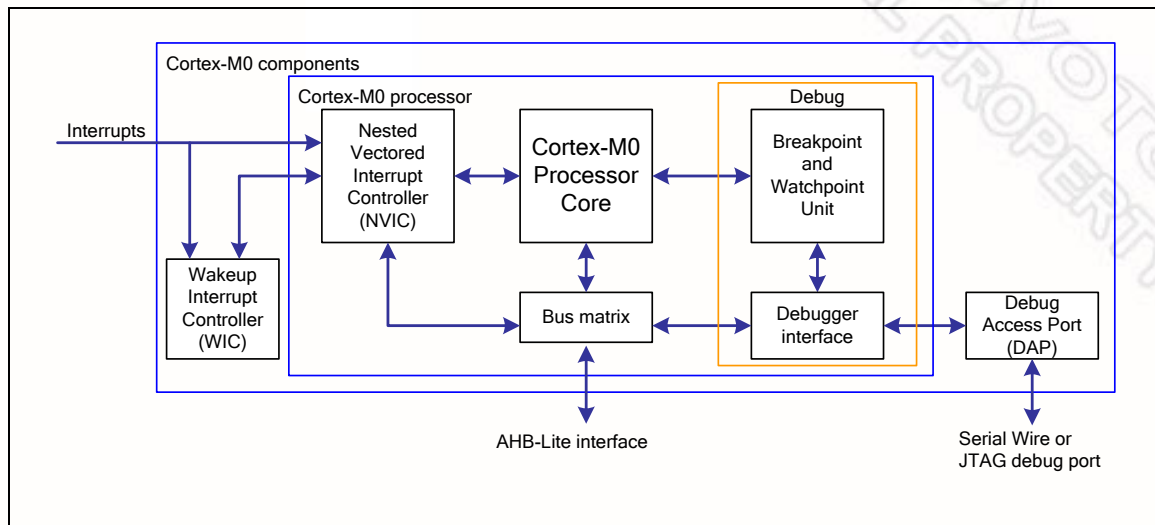 Cortex-M0 components
Cortex-M0 processor
Debug
Interrupts
Nested
Vectored
Interrupt
Controller
(NVIC)
Cortex-M0
Processor
Core
Breakpoint
and
Watchpoint
Unit
Wakeup
Interrupt
Controller
(WIC)
Bus matrix
Debugger
interface
Debug
Access Port
(DAP)
AHB-Lite interface
Serial Wire or
JTAG debug port
PROPERTY